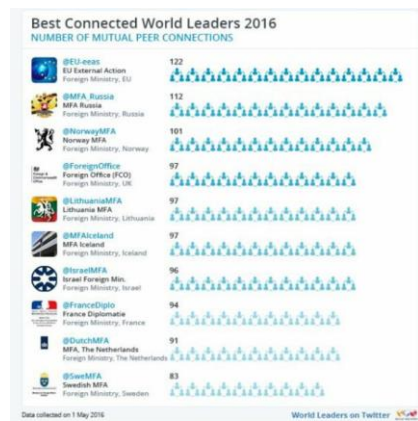 Best Connected World Leaders 2016
NUMBER OF MUTUAL PEER CONNECTIONS
@EU-eeas
EU External Action
Foreign Ministry, EU
122
@MFA_Russia
MFA Russia
Foreign Ministry, Russia
112
@NorwayMFA
Norway MFA
Foreign Ministry, Norway
101
@ForeignOffice
Foreign Office (FCO)
Foreign Ministry, UK
97
@LithuaniaMFA
Lithuania MFA
Foreign Ministry, Lithuania
97
@MFAIceland
MFA Iceland
Foreign Ministry, Iceland
97
@IsraelMFA
Israel Foreign Min.
Foreign Ministry, Israel
96
@FranceDiplo
France Diplomatie
Foreign Ministry, France
94
@DutchMFA
MFA, The Netherlands
Foreign Ministry, The Netherlands
91
@SweMFA
Swedish MFA
Foreign Ministry, Sweden
83
Data collected on 1 May 2016
World Leaders on Twitter